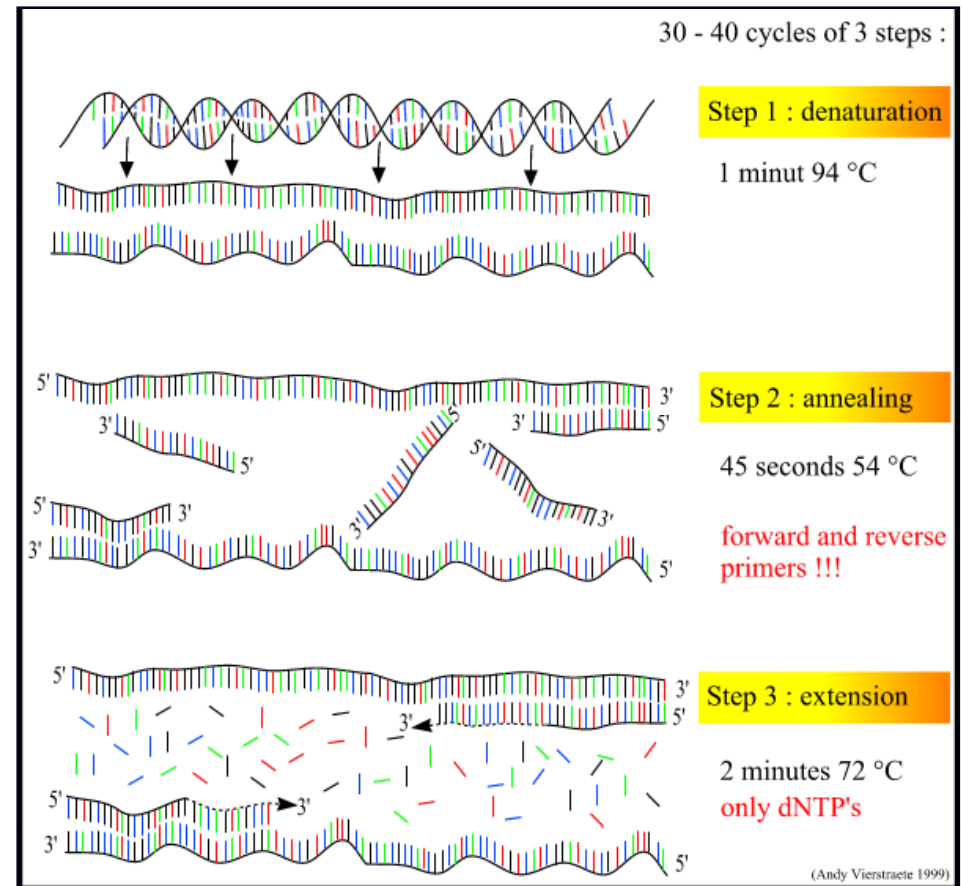 30 - 40 cycles of 3 steps :
Step 1 : denaturation
1 minut 94 °C
5'
3'
Step 2 : annealing
3'
5'
3'
5'
5'
5'
45 seconds 54 °C
5'
3'
3'
3'
forward and reverse
primers !!!
3'
5'
5'
3'
Step 3 : extension
3'
5'
2 minutes 72 °C
5'
3'
only dNTP's
3'
5'
(Andy Vierstraete 1999)